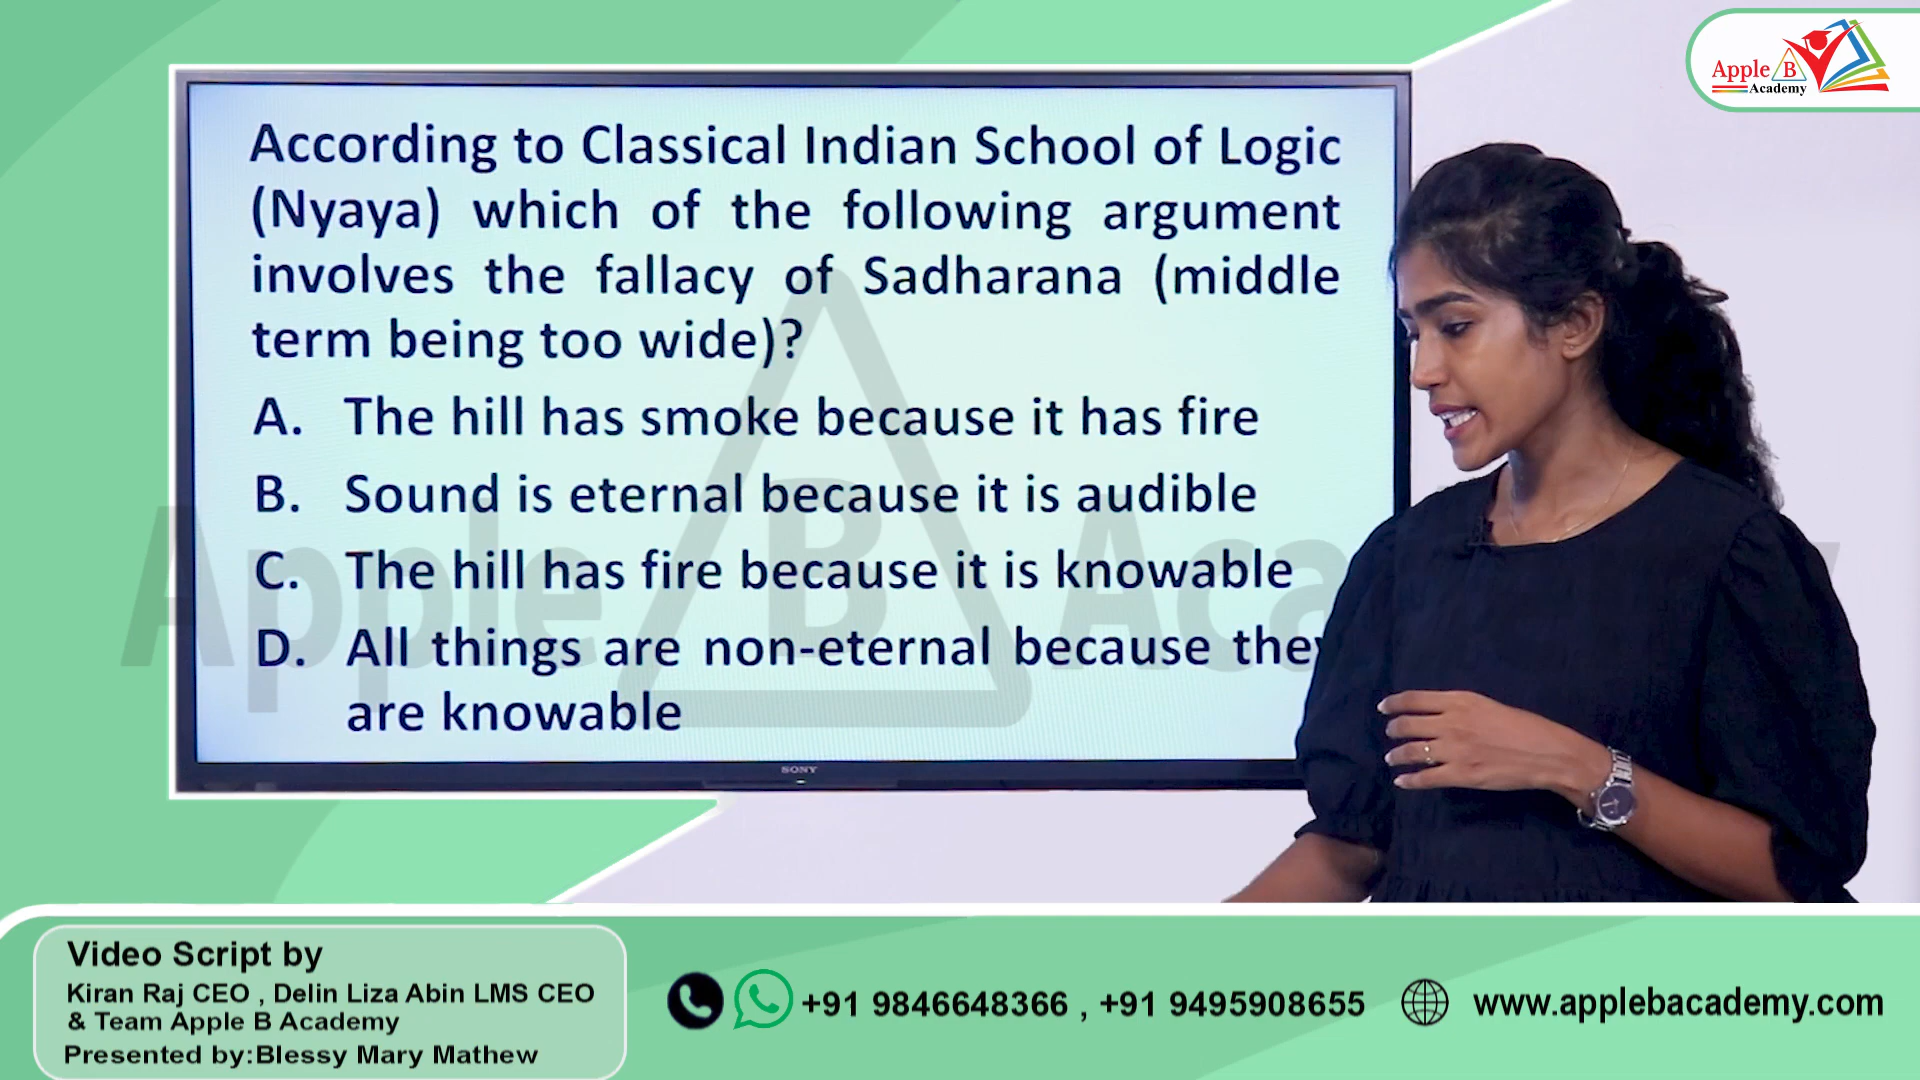 Apple B
Academy
According to Classical Indian School of Logic
(Nyaya) which of the following argument
involves the fallacy of Sadharana (middle
term being too wide)?
A. The hill has smoke because it has fire
B. Sound is eternal because it is audible
C. The hill has fire because it is knowable
D. All things are non-eternal because they
are knowable
Apple B Academy
SONY
Video Script by
Kiran Raj CEO , Delin Liza Abin LMS CEO
& Team Apple B Academy
Presented by:Blessy Mary Mathew
+91 9846648366 , +91 9495908655
www.applebacademy.com